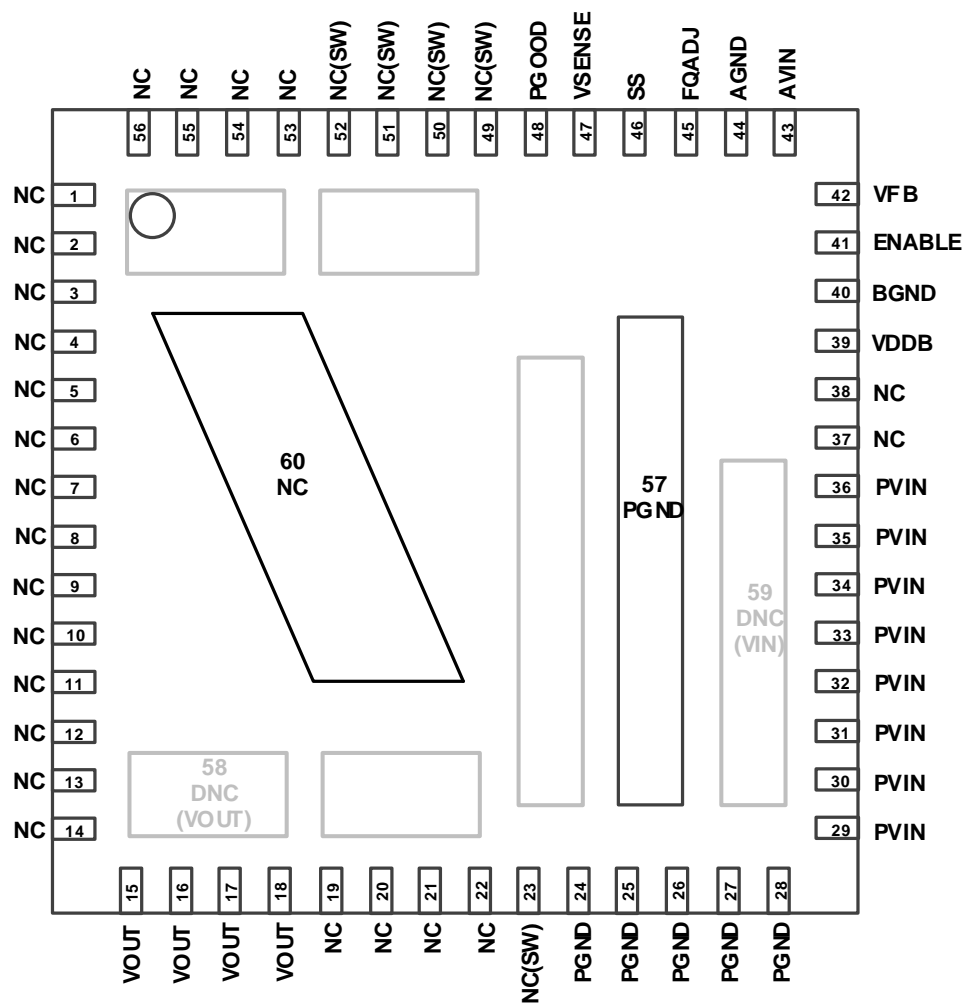 NC
NC
NC
NC
NC(SW)
NC(SW)
NC(SW)
NC(SW)
PGOOD
VSENSE
SS
FQADJ
AGND
AVIN
56
55
54
53
52
51
50
49
48
47
46
45
44
43
NC 1
NC 2
NC 3
NC 4
NC 5
NC 6
NC 7
NC 8
NC 9
NC 10
NC 11
NC 12
NC 13
NC 14
60
NC
57
PGND
59
DNC
(VIN)
58
DNC
(VOUT)
42 VFB
41 ENABLE
40 BGND
39 VDDB
38 NC
37 NC
36 PVIN
35 PVIN
34 PVIN
33 PVIN
32 PVIN
31 PVIN
30 PVIN
29 PVIN
15
16
17
18
19
20
21
22
23
24
25
26
27
28
VOUT
VOUT
VOUT
VOUT
NC
NC
NC
NC
NC(SW)
PGND
PGND
PGND
PGND
PGND